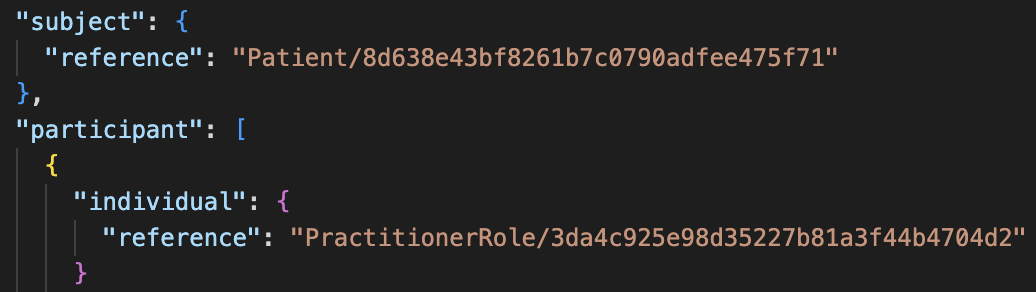 "subject": {
"reference": "Patient/8d638e43bf8261b7c0790adfee475f71"
},
"participant": [
{
"individual": {
"reference": "PractitionerRole/3da4c925e98d35227b81a3f44b4704d2"
}